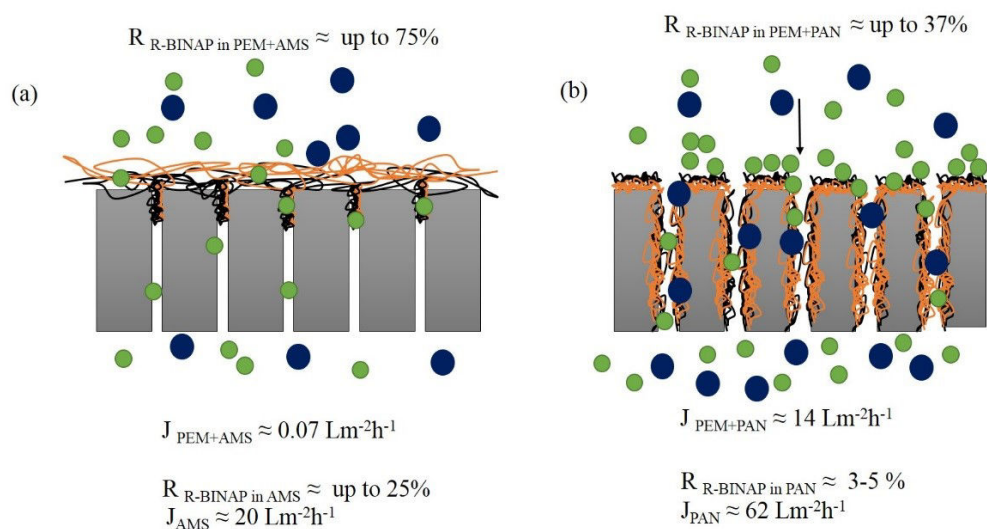 R R-BINAP in PEM+AMS ≈ up to 75%
(a)
J PEM+AMS ≈ 0.07 Lm-2h-1
R R-BINAP in AMS ≈ up to 25%
JAMS ≈ 20 Lm-2h-1
R R-BINAP in PEM+PAN ≈ up to 37%
(b)
J PEM+PAN ≈ 14 Lm-2h-1
R R-BINAP in PAN ≈ 3-5 %
JPAN ≈ 62 Lm-2h-1